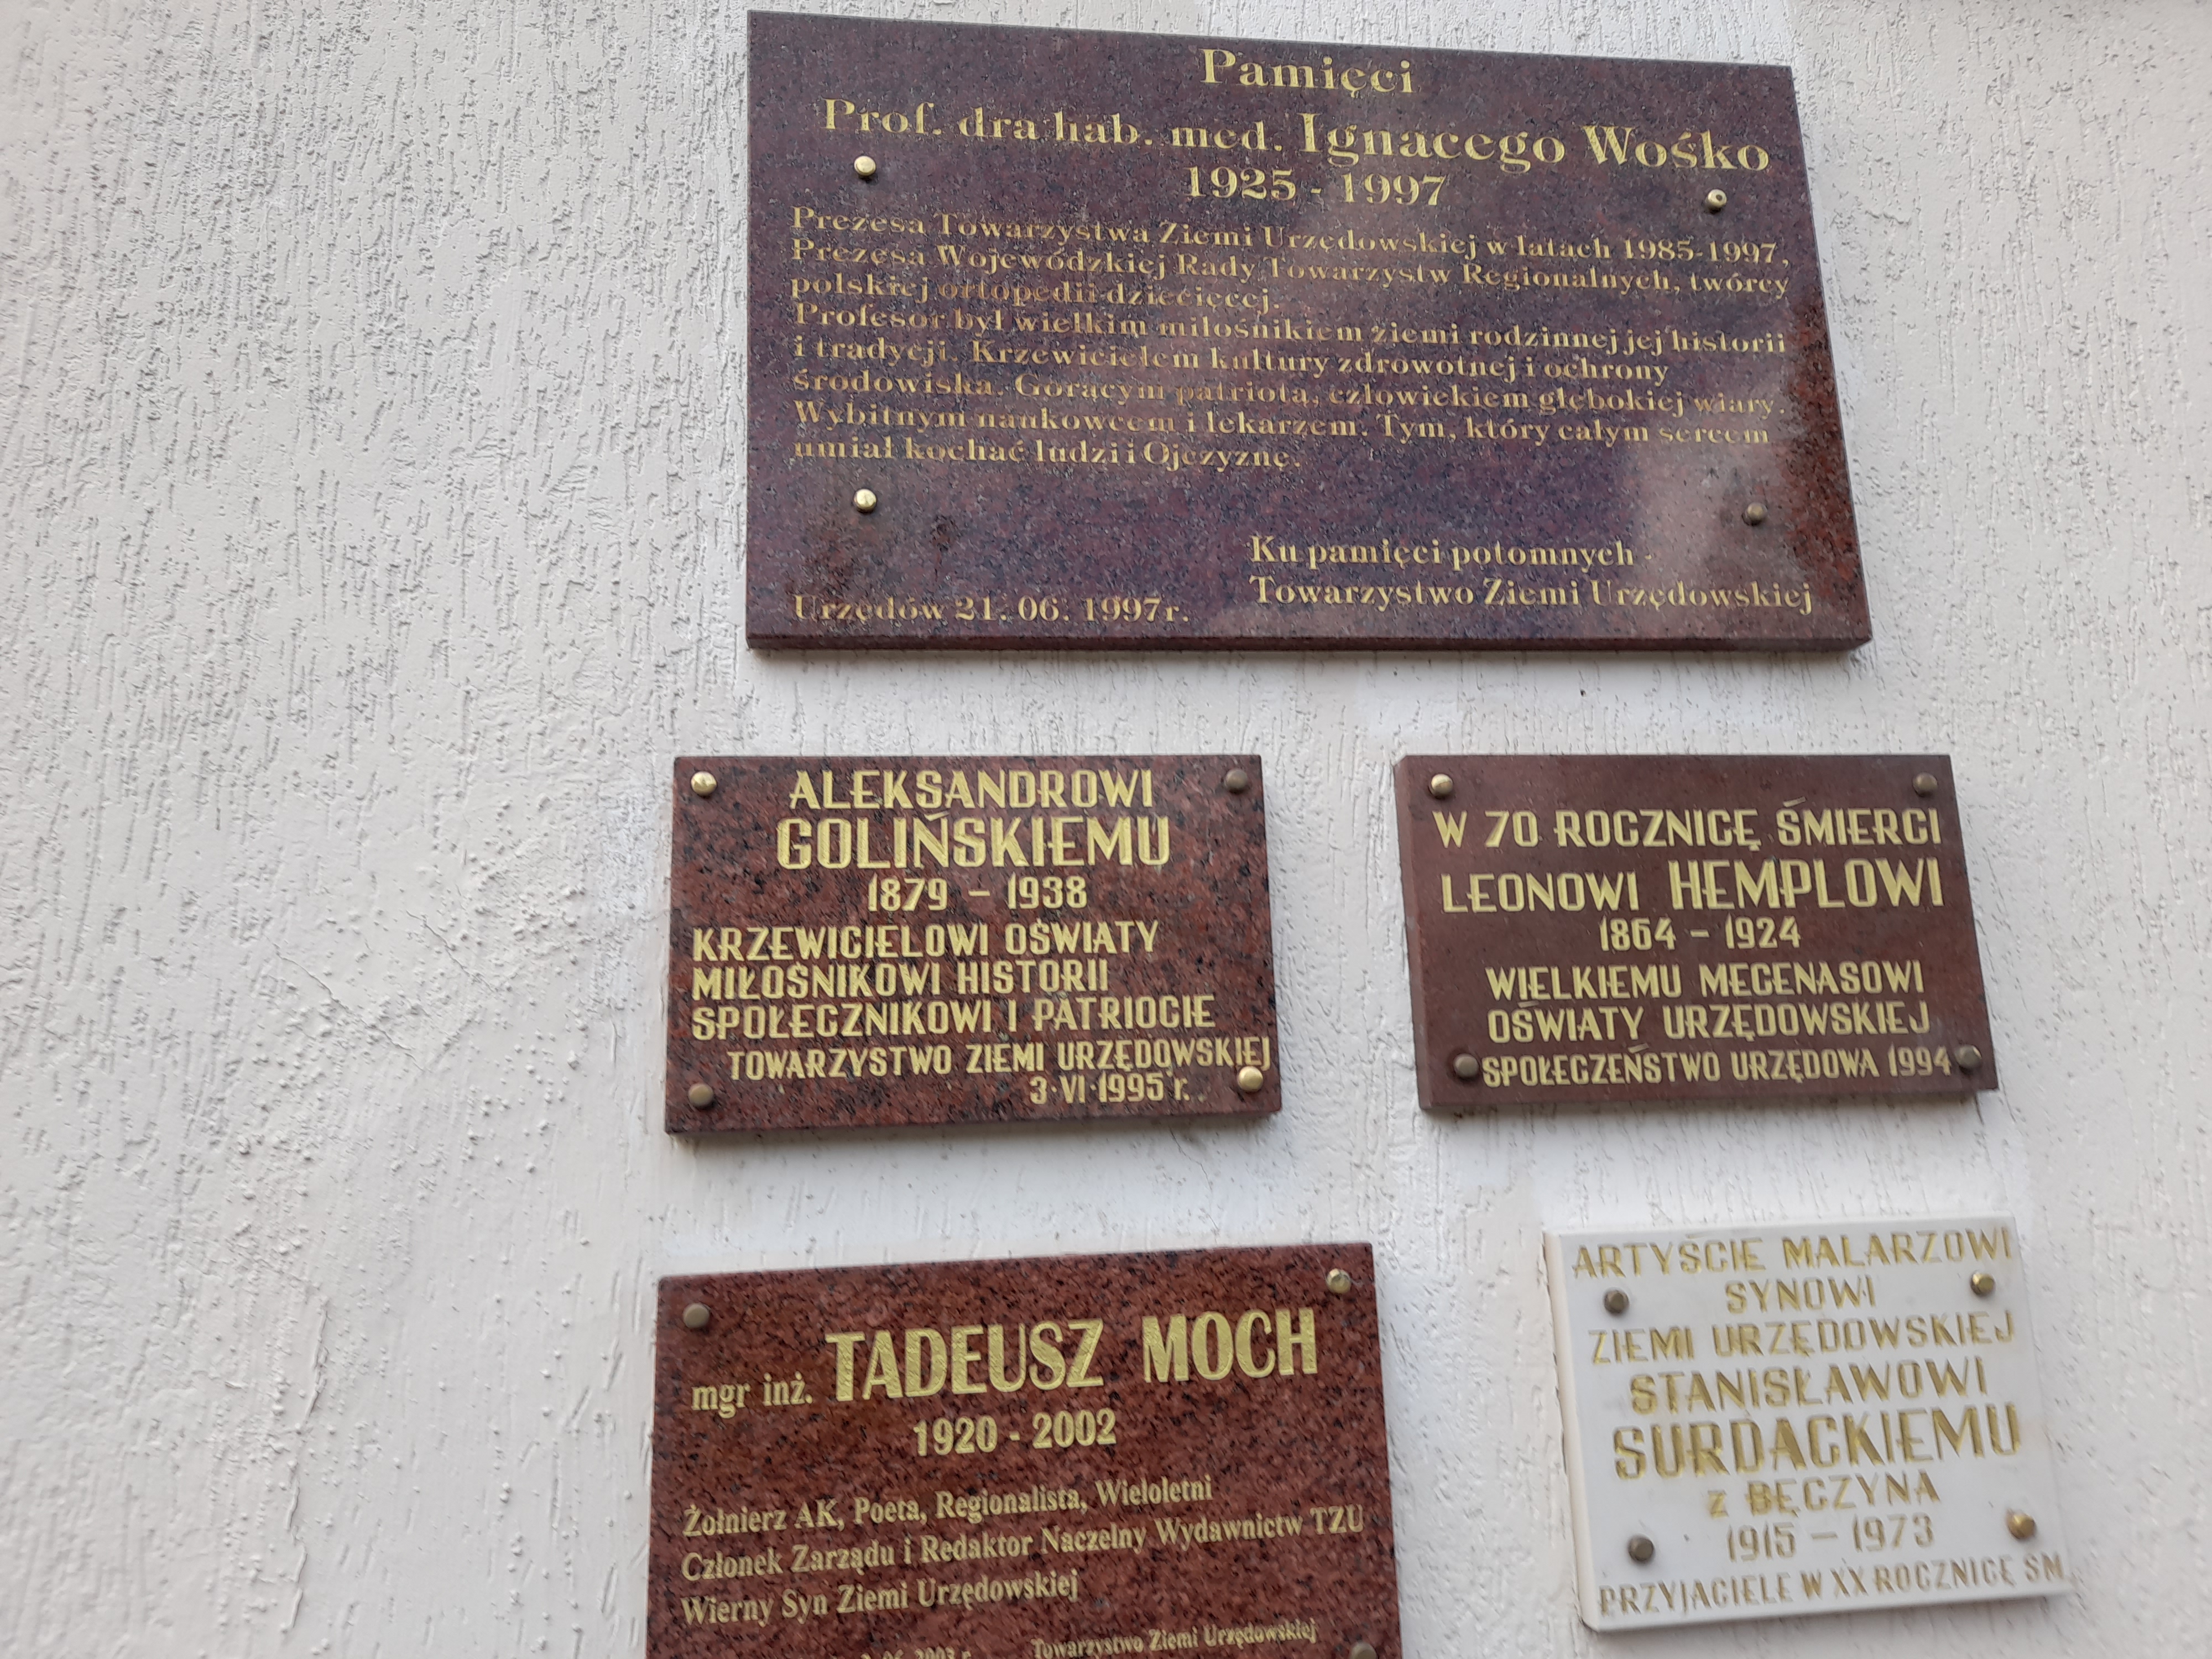 Pamięci
Prof. dra hab. med. Ignacego Wośko
1925 - 1997
Prezesa Towarzystwa Ziemi Urzędowskiej w latach 1985-1997,
Prezesa Wojewódzkiej Rady Towarzystw Regionalnych, twórcy
polskiej ortopedii dziecięcej.
Profesor był wielkim miłośnikiem ziemi rodzinnej jej historii
i tradycji. Krzewicielem kultury zdrowotnej i ochrony
środowiska. Gorącym patriotą, człowiekiem głębokiej wiary.
Wybitnym naukowcem i lekarzem. Tym, który całym sercem
umiał kochać ludzi i Ojczyznę.
Ku pamięci potomnych -
Towarzystwo Ziemi Urzędowskiej
Urzędów 21. 06. 1997r.
ALEKSANDROWI
GOLIŃSKIEMU
1879 - 1938
KRZEWICIELOWI OŚWIATY
MIŁOŚNIKOWI HISTORII
SPOŁECZNIKOWI I PATRIOCIE
TOWARZYSTWO ZIEMI URZĘDOWSKIEJ
3·VI·1995 r.
W 70 ROCZNICĘ ŚMIERCI
LEONOWI HEMPLOWI
1864 - 1924
WIELKIEMU MECENASOWI
OŚWIATY URZĘDOWSKIEJ
SPOŁECZEŃSTWO URZĘDOWA 1994
mgr inż. TADEUSZ MOCH
1920 - 2002
Żołnierz AK, Poeta, Regionalista, Wieloletni
Członek Zarządu i Redaktor Naczelny Wydawnictw TZU
Wierny Syn Ziemi Urzędowskiej
06. 2003 r. Towarzystwo Ziemi Urzędowskiej
ARTYŚCIE MALARZOWI
SYNOWI
ZIEMI URZĘDOWSKIEJ
STANISŁAWOWI
SURDACKIEMU
z BĘCZYNA
1915 - 1973
PRZYJACIELE W XX ROCZNICĘ ŚM.